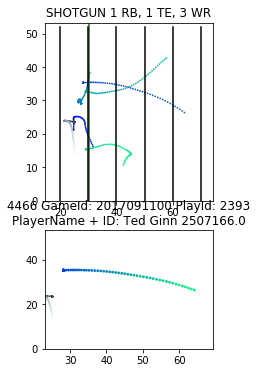 SHOTGUN 1 RB, 1 TE, 3 WR
50
40
30
20
10
0
20 40 60
4466 GameId: 2017091100 PlayId: 2393
PlayerName + ID: Ted Ginn 2507166.0
40
20
0
30 40 50 60